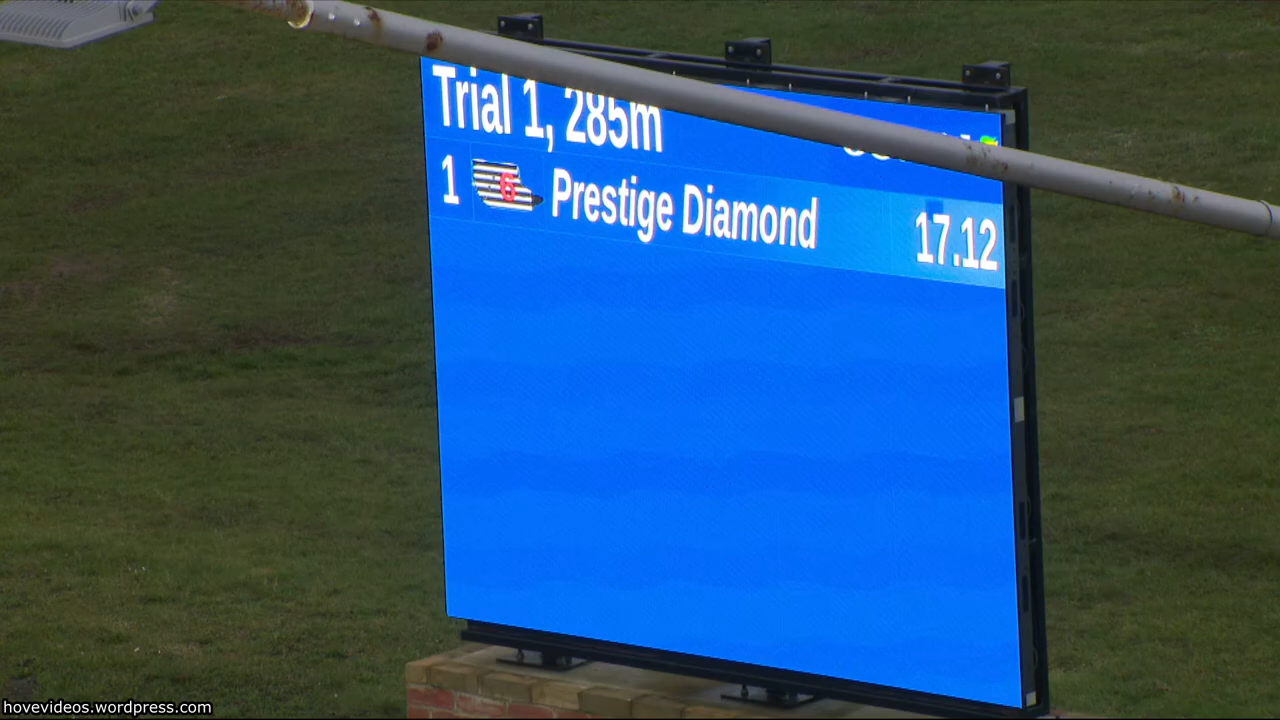 Trial 1, 285m
1 6 Prestige Diamond 17.12
hovevideos.wordpress.com